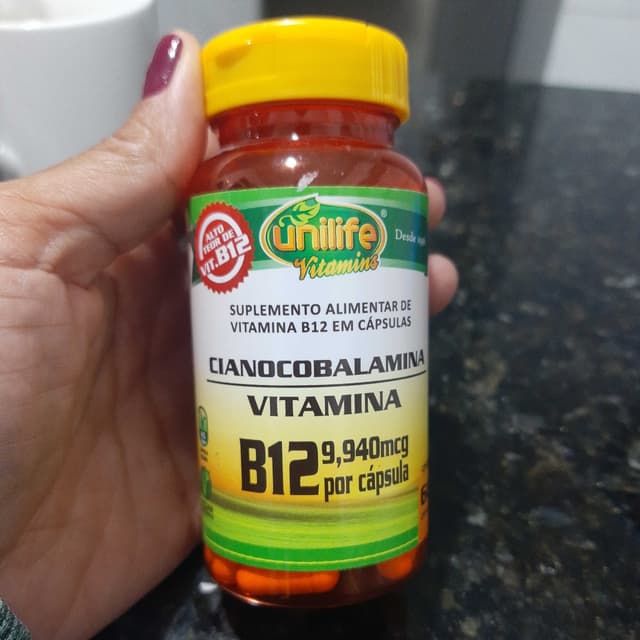 ALTO
TEOR DE
VIT.B12
unilife®
Vitamins
Desde
SUPLEMENTO ALIMENTAR DE
VITAMINA B12 EM CÁPSULAS
CIANOCOBALAMINA
VITAMINA
B12 9,940mcg
por cápsula